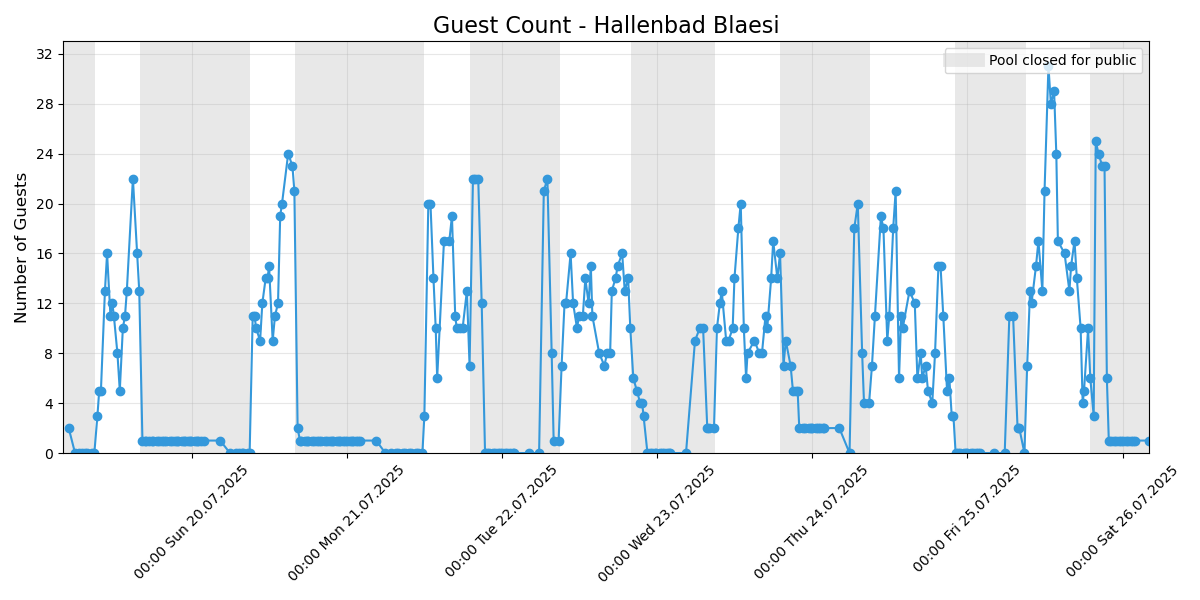 Guest Count - Hallenbad Blaesi
Pool closed for public
Number of Guests
32
28
24
20
16
12
8
4
0
00:00 Sun 20.07.2025
00:00 Mon 21.07.2025
00:00 Tue 22.07.2025
00:00 Wed 23.07.2025
00:00 Thu 24.07.2025
00:00 Fri 25.07.2025
00:00 Sat 26.07.2025